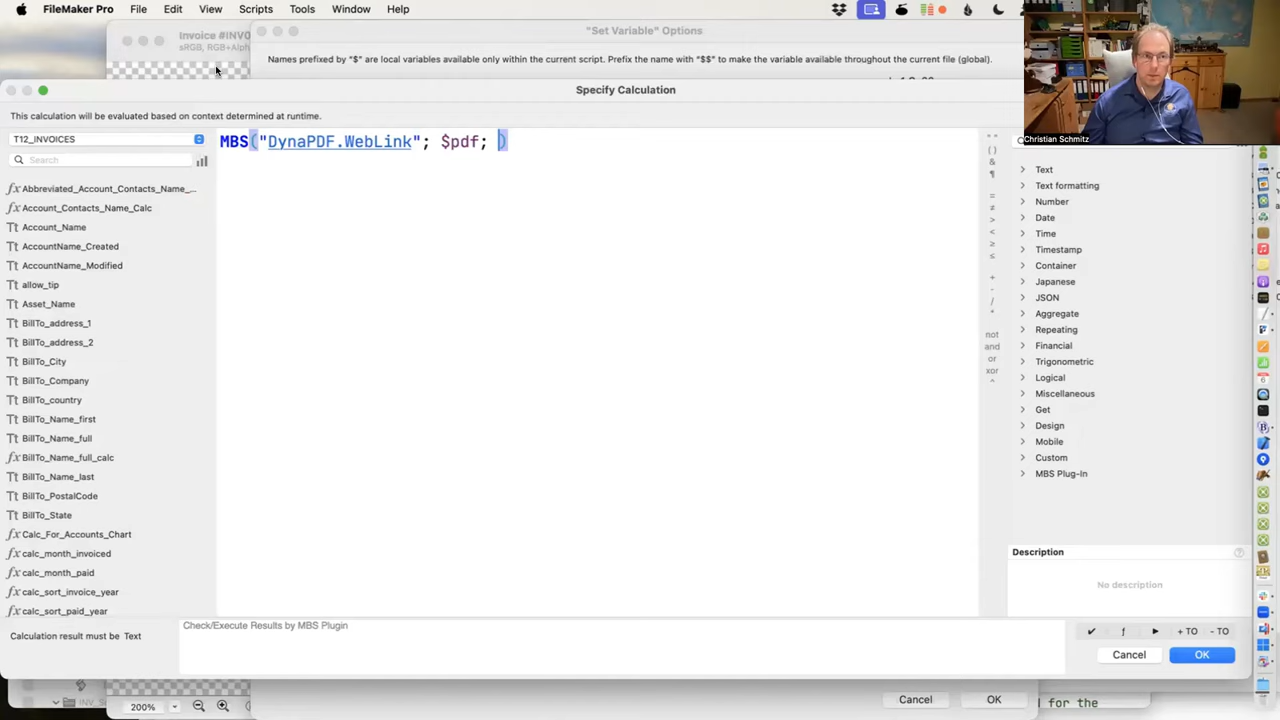 FileMaker Pro File Edit View Scripts Tools Window Help
Invoice #INVO
sRGB, RGB+Alph
"Set Variable" Options
Names prefixed by "$" are local variables available only within the current script. Prefix the name with "$$" to make the variable available throughout the current file (global).
Christian Schmitz
Specify Calculation
This calculation will be evaluated based on context determined at runtime.
T12_INVOICES
Search
MBS("DynaPDF.WebLink"; $pdf; )
Abbreviated_Account_Contacts_Name_...
Account_Contacts_Name_Calc
Account_Name
AccountName_Created
AccountName_Modified
allow_tip
Asset_Name
BillTo_address_1
BillTo_address_2
BillTo_City
BillTo_Company
BillTo_country
BillTo_Name_first
BillTo_Name_full
BillTo_Name_full_calc
BillTo_Name_last
BillTo_PostalCode
BillTo_State
Calc_For_Accounts_Chart
calc_month_invoiced
calc_month_paid
calc_sort_invoice_year
calc_sort_paid_year
" "
( )
&
¶
=
≠
>
<
≥
≤
+
-
/
*
not
and
or
xor
^
Text
Text formatting
Number
Date
Time
Timestamp
Container
Japanese
JSON
Aggregate
Repeating
Financial
Trigonometric
Logical
Miscellaneous
Get
Design
Mobile
Custom
MBS Plug-In
Description
No description
Calculation result must be Text
Check/Execute Results by MBS Plugin
+ TO - TO
Cancel OK
Cancel OK
200%
for the